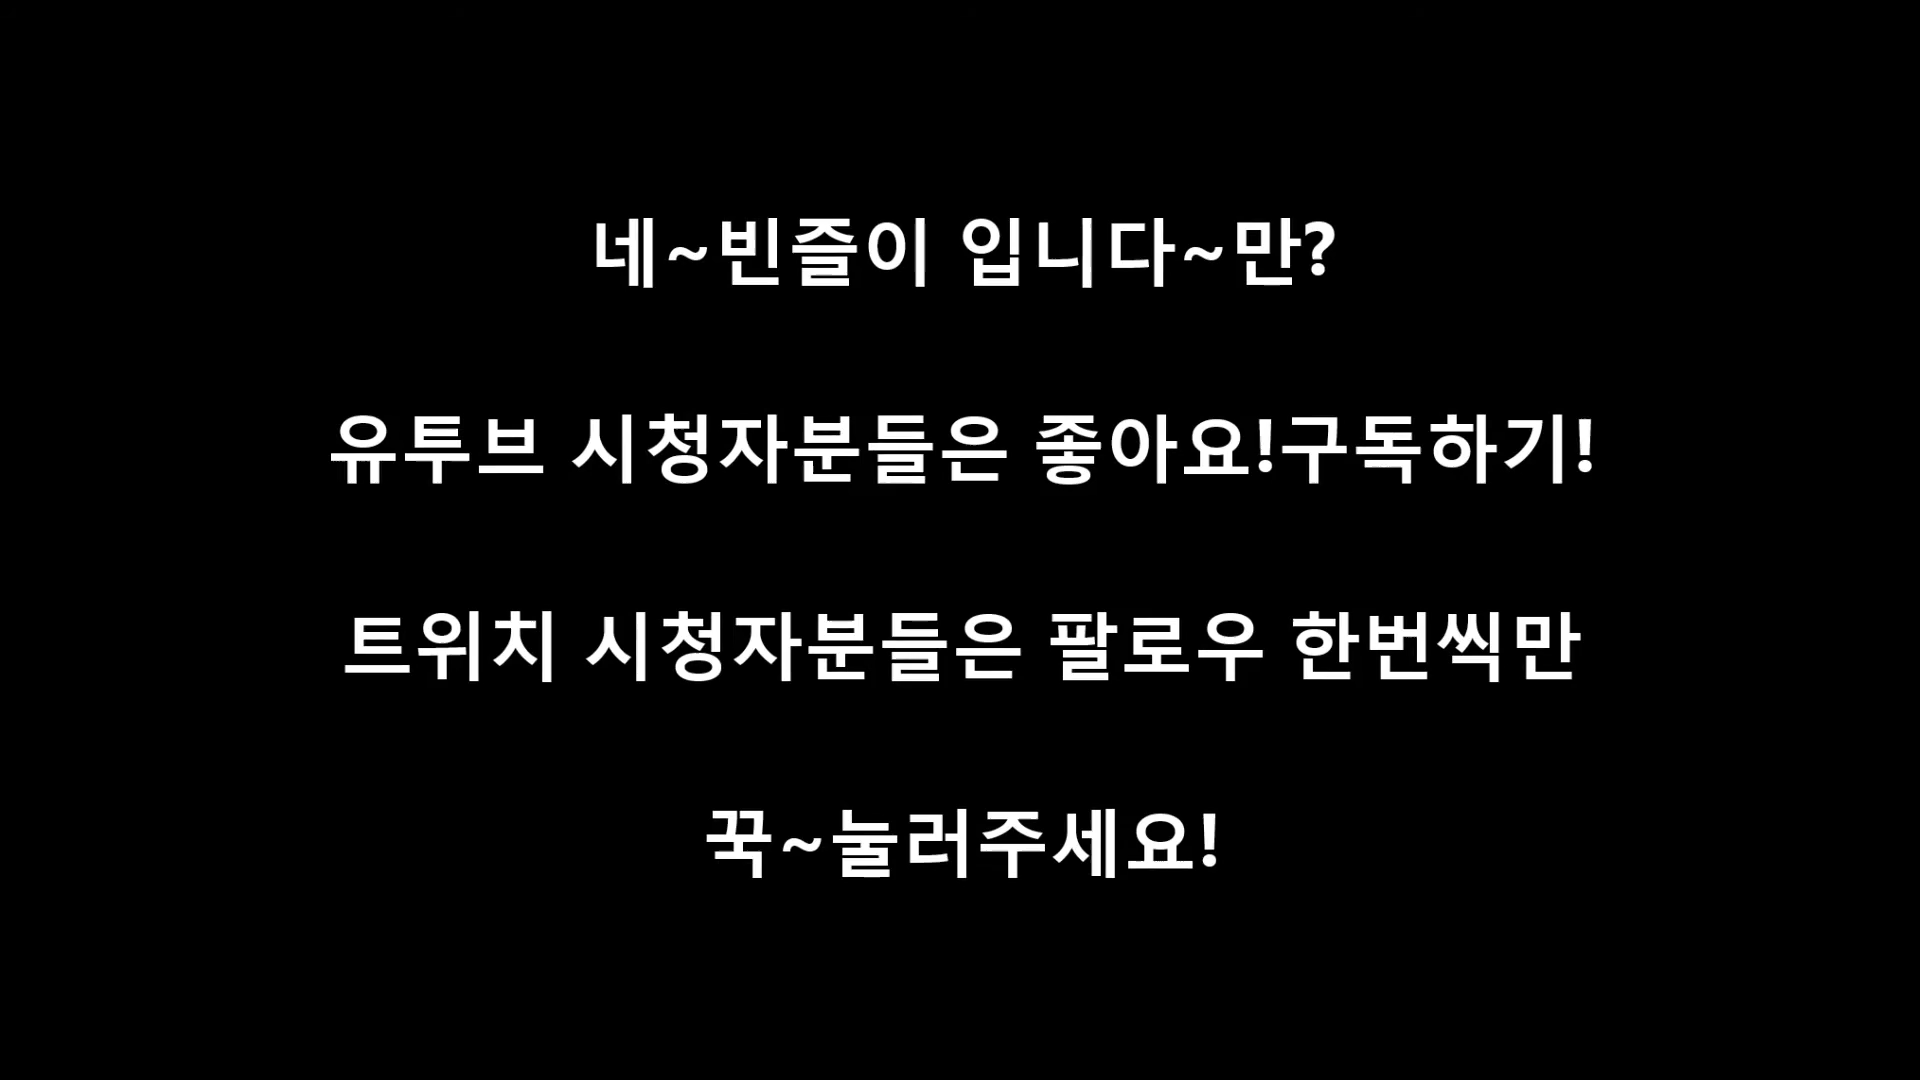 네~빈즐이 입니다~만?
유투브 시청자분들은 좋아요!구독하기!
트위치 시청자분들은 팔로우 한번씩만
꾹~눌러주세요!